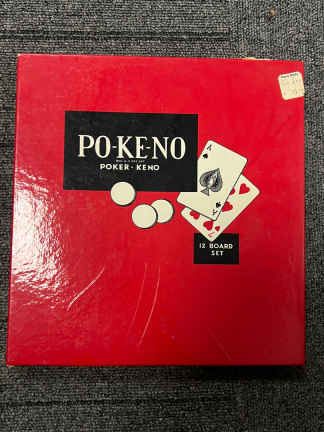 PO-KE-NO
POKER - KENO
A
12 BOARD
SET